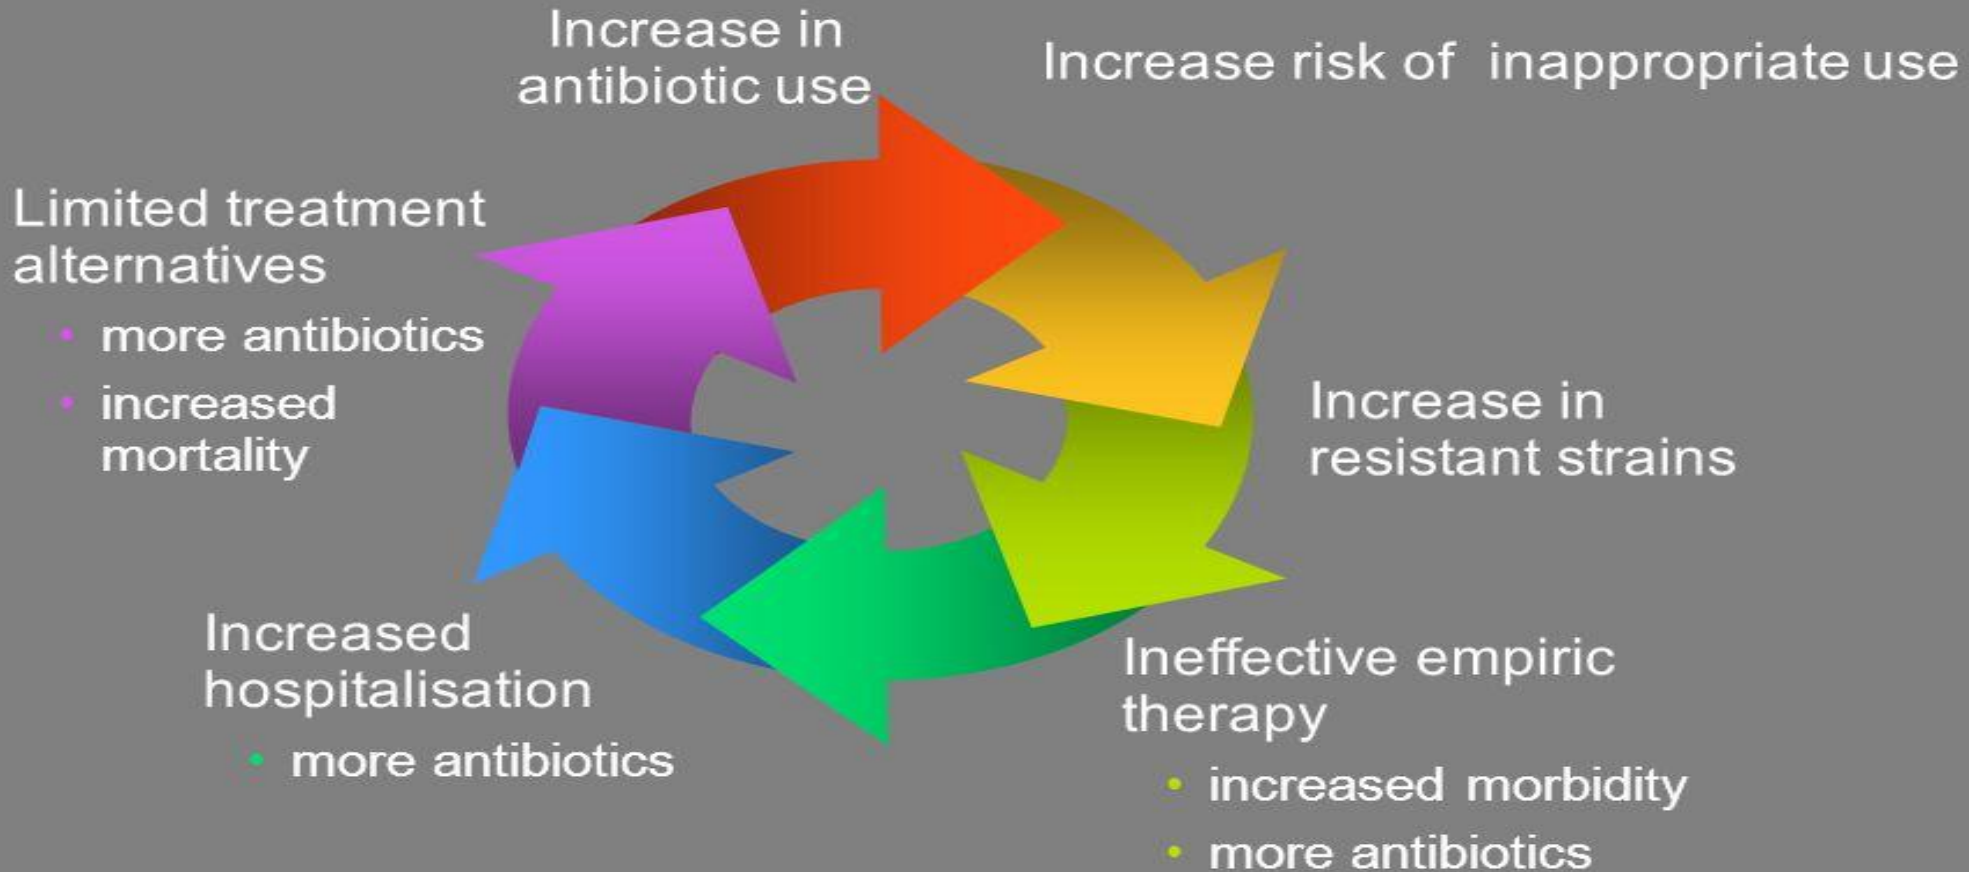 Increase in
antibiotic use
Increase risk of inappropriate use
Increase in
resistant strains
Ineffective empiric
therapy
• increased morbidity
• more antibiotics
Increased
hospitalisation
• more antibiotics
Limited treatment
alternatives
• more antibiotics
• increased
mortality